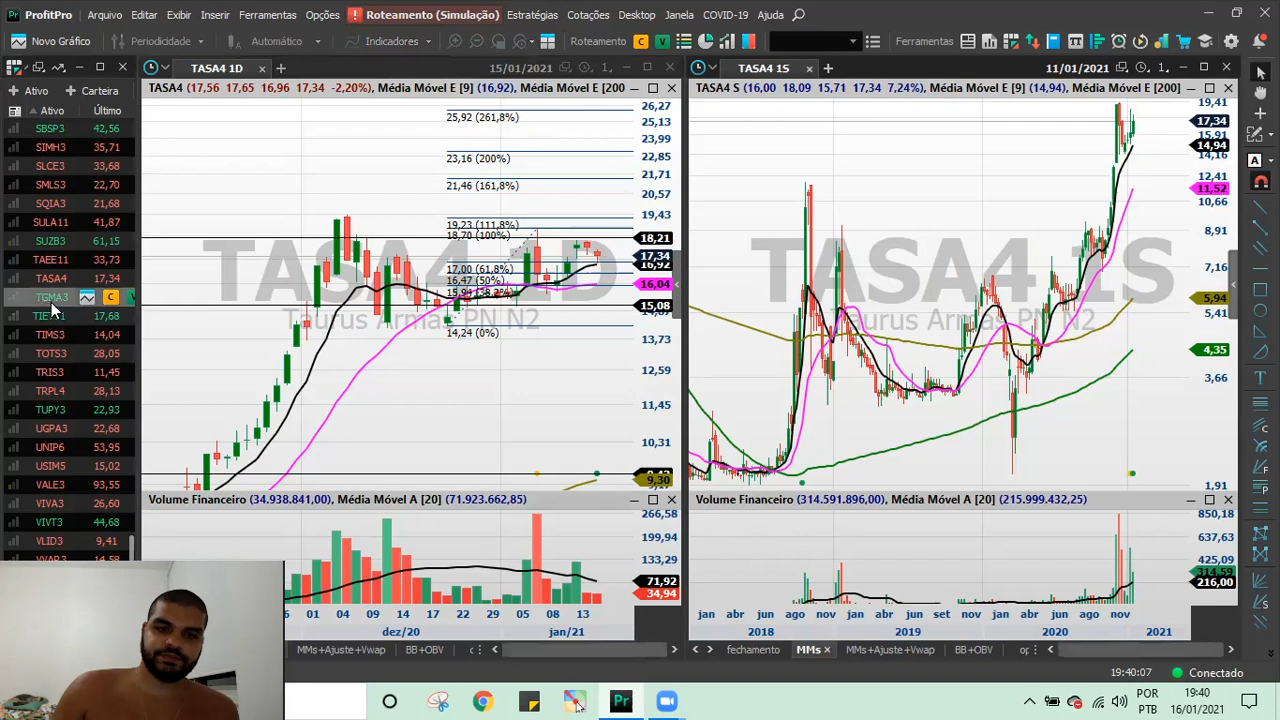 ProfitPro Arquivo Exibir Inserir Ferramentas Opções Roteamento (Simulação) Estratégias Cotações Desktop Janela COVID-19 Ajuda
Novo Gráfico Periodicidade Automático Indicadores Roteamento C V Ferramentas
TASA4 1D 15/01/2021 TASA4 1S 11/01/2021
Ativo Carteira
TASA4 (17,56 17,65 16,96 17,34 -2,20%), Média Móvel E [9] (16,92), Média Móvel E [200
TASA4 S (16,00 18,09 15,71 17,34 7,24%), Média Móvel E [9] (14,94), Média Móvel E [200]
Ativo Último
SBSP3 42,56
SIMH3 35,71
SLCE3 33,68
SMLS3 22,70
SQIA3 21,68
SULA11 41,87
SUZB3 61,15
TAEE11 33,73
TASA4 17,34
TGMA3 C V
TIET 17,68
TIMS3 14,04
TOTS3 28,05
TRIS3 11,45
TRPL4 28,13
TUPY3 22,93
UGPA3 22,68
UNIP6 53,95
USIM5 15,02
VALE3 93,55
VIVA3 26,60
VIVT3 44,68
VLID3 9,41
VVAR3 14,58
TASA4 1D
Taurus Armas PN N2
25,92 (261,8%)
23,16 (200%)
21,46 (161,8%)
19,23 (111,8%)
18,70 (100%)
17,00 (61,8%)
16,47 (50%)
15,94 (38,2%)
14,24 (0%)
26,27
25,13
23,99
22,85
21,71
20,57
19,43
18,21
17,34
16,92
16,04
15,08
13,73
12,59
11,45
10,31
9,30
TASA4 1S
Taurus Armas PN N2
19,41
17,34
15,91
14,94
14,16
11,52
8,91
7,16
5,94
5,41
4,35
3,66
1,91
Volume Financeiro (34.938.841,00), Média Móvel A [20] (71.923.662,85)
266,58
199,94
133,29
71,92
34,94
Volume Financeiro (314.591.896,00), Média Móvel A [20] (215.999.432,25)
850,18
637,63
425,09
314,59
216,00
01 04 09 14 17 22 29 05 08 13
dez/20 jan/21
jan abr jun ago nov jan abr jun ago set nov jan abr jun ago nov
2018 2019 2020 2021
MMs+Ajuste+Vwap BB+OBV
fechamento MMs MMs+Ajuste+Vwap BB+OBV
19:40:07 Conectado
POR
PTB
19:40
16/01/2021